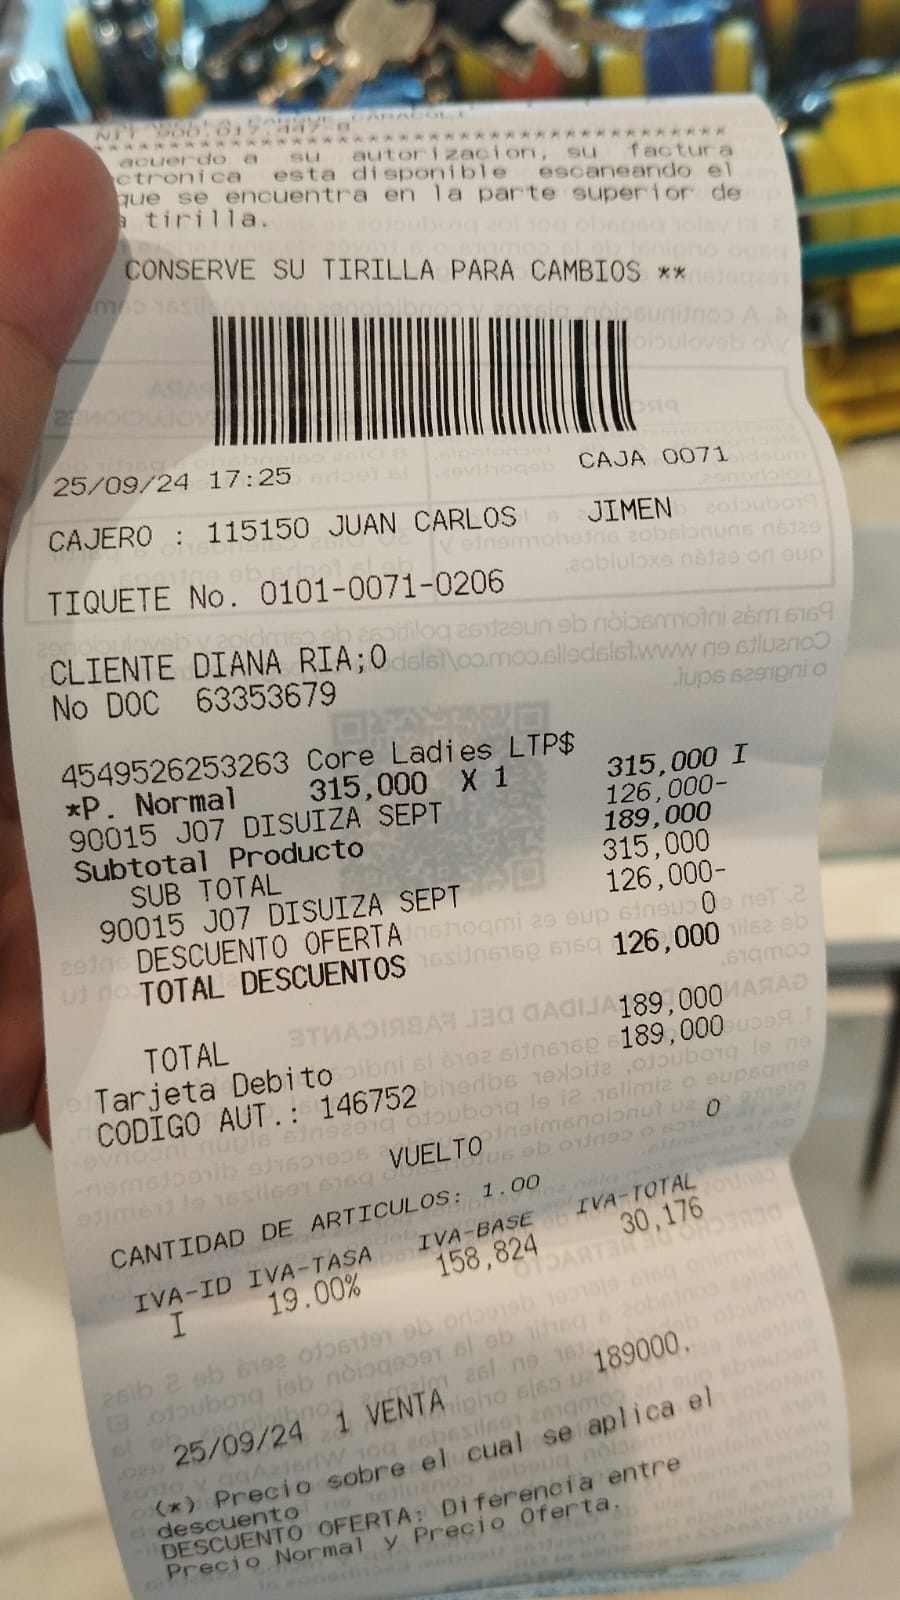 NIT 900.017.447-8
****************************************
acuerdo a su autorizacion, su factura
ctronica esta disponible escaneando el
que se encuentra en la parte superior de
a tirilla.
CONSERVE SU TIRILLA PARA CAMBIOS **
25/09/24 17:25 CAJA 0071
CAJERO : 115150 JUAN CARLOS JIMEN
TIQUETE No. 0101-0071-0206
CLIENTE DIANA RIA;O
No DOC 63353679
4549526253263 Core Ladies LTP$ 315,000 I
*P. Normal 315,000 X 1
90015 J07 DISUIZA SEPT 126,000-
Subtotal Producto 189,000
SUB TOTAL 315,000
90015 J07 DISUIZA SEPT 126,000-
DESCUENTO OFERTA 0
TOTAL DESCUENTOS 126,000
TOTAL 189,000
Tarjeta Debito 189,000
CODIGO AUT.: 146752
VUELTO 0
CANTIDAD DE ARTICULOS: 1.00
IVA-ID IVA-TASA IVA-BASE IVA-TOTAL
I 19.00% 158,824 30,176
25/09/24 1 VENTA 189000.
(*) Precio sobre el cual se aplica el
descuento
DESCUENTO OFERTA: Diferencia entre
Precio Normal y Precio Oferta.